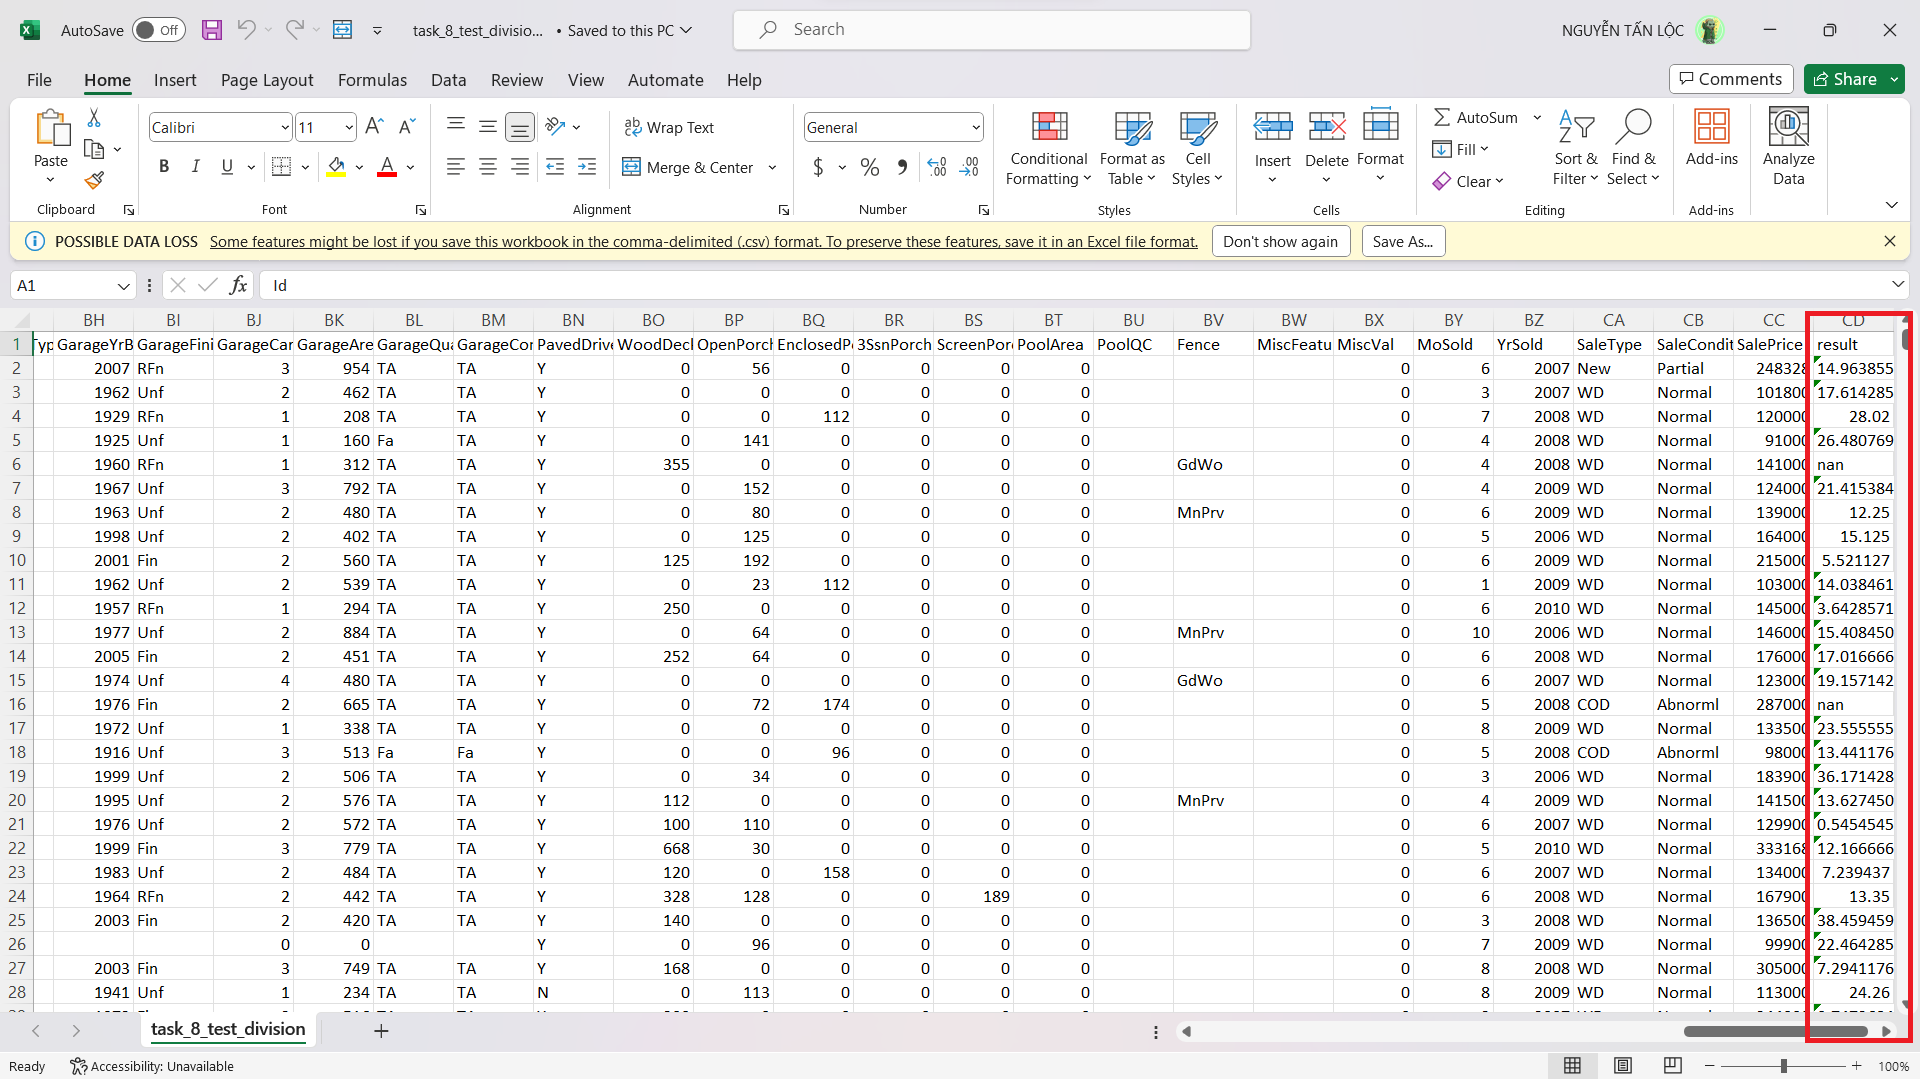 AutoSave Off task_8_test_divisio... • Saved to this PC Search NGUYỄN TẤN LỘC
File Home Insert Page Layout Formulas Data Review View Automate Help Comments Share
Paste Calibri 11 Wrap Text General Conditional Formatting Format as Table Cell Styles Insert Delete Format AutoSum Fill Clear Sort & Filter Find & Select Add-ins Analyze Data
B I U Merge & Center $ % 9
Clipboard Font Alignment Number Styles Cells Editing Add-ins
POSSIBLE DATA LOSS Some features might be lost if you save this workbook in the comma-delimited (.csv) format. To preserve these features, save it in an Excel file format. Don't show again Save As...
A1 fx Id
BH BI BJ BK BL BM BN BO BP BQ BR BS BT BU BV BW BX BY BZ CA CB CC CD
1 Typ GarageYrB GarageFini GarageCar GarageAre GarageQua GarageCor PavedDrive WoodDecl OpenPorch EnclosedPo 3SsnPorch ScreenPorc PoolArea PoolQC Fence MiscFeatu MiscVal MoSold YrSold SaleType SaleCondit SalePrice result
2 2007 RFn 3 954 TA TA Y 0 56 0 0 0 0 0 6 2007 New Partial 248328 14.963855
3 1962 Unf 2 462 TA TA Y 0 0 0 0 0 0 0 3 2007 WD Normal 101800 17.614285
4 1929 RFn 1 208 TA TA Y 0 0 112 0 0 0 0 7 2008 WD Normal 120000 28.02
5 1925 Unf 1 160 Fa TA Y 0 141 0 0 0 0 0 4 2008 WD Normal 91000 26.480769
6 1960 RFn 1 312 TA TA Y 355 0 0 0 0 0 GdWo 0 4 2008 WD Normal 141000 nan
7 1967 Unf 3 792 TA TA Y 0 152 0 0 0 0 0 4 2009 WD Normal 124000 21.415384
8 1963 Unf 2 480 TA TA Y 0 80 0 0 0 0 MnPrv 0 6 2009 WD Normal 139000 12.25
9 1998 Unf 2 402 TA TA Y 0 125 0 0 0 0 0 5 2006 WD Normal 164000 15.125
10 2001 Fin 2 560 TA TA Y 125 192 0 0 0 0 0 6 2009 WD Normal 215000 5.521127
11 1962 Unf 2 539 TA TA Y 0 23 112 0 0 0 0 1 2009 WD Normal 103000 14.038461
12 1957 RFn 1 294 TA TA Y 250 0 0 0 0 0 0 6 2010 WD Normal 145000 3.6428571
13 1977 Unf 2 884 TA TA Y 0 64 0 0 0 0 MnPrv 0 10 2006 WD Normal 146000 15.408450
14 2005 Fin 2 451 TA TA Y 252 64 0 0 0 0 0 6 2008 WD Normal 176000 17.016666
15 1974 Unf 4 480 TA TA Y 0 0 0 0 0 0 GdWo 0 6 2007 WD Normal 123000 19.157142
16 1976 Fin 2 665 TA TA Y 0 72 174 0 0 0 0 5 2008 COD Abnorml 287000 nan
17 1972 Unf 1 338 TA TA Y 0 0 0 0 0 0 0 8 2009 WD Normal 133500 23.555555
18 1916 Unf 3 513 Fa Fa Y 0 0 96 0 0 0 0 5 2008 COD Abnorml 98000 13.441176
19 1999 Unf 2 506 TA TA Y 0 34 0 0 0 0 0 3 2006 WD Normal 183900 36.171428
20 1995 Unf 2 576 TA TA Y 112 0 0 0 0 0 MnPrv 0 4 2009 WD Normal 141500 13.627450
21 1976 Unf 2 572 TA TA Y 100 110 0 0 0 0 0 6 2007 WD Normal 129900 0.5454545
22 1999 Fin 3 779 TA TA Y 668 30 0 0 0 0 0 5 2010 WD Normal 333168 12.166666
23 1983 Unf 2 484 TA TA Y 120 0 158 0 0 0 0 6 2007 WD Normal 134000 7.239437
24 1964 RFn 2 442 TA TA Y 328 128 0 0 189 0 0 6 2008 WD Normal 167900 13.35
25 2003 Fin 2 420 TA TA Y 140 0 0 0 0 0 0 3 2008 WD Normal 136500 38.459459
26 0 0 Y 0 96 0 0 0 0 0 7 2009 WD Normal 99900 22.464285
27 2003 Fin 3 749 TA TA Y 168 0 0 0 0 0 0 8 2008 WD Normal 305000 7.2941176
28 1941 Unf 1 234 TA TA N 0 113 0 0 0 0 0 8 2009 WD Normal 113000 24.26
task_8_test_division
Ready Accessibility: Unavailable 100%